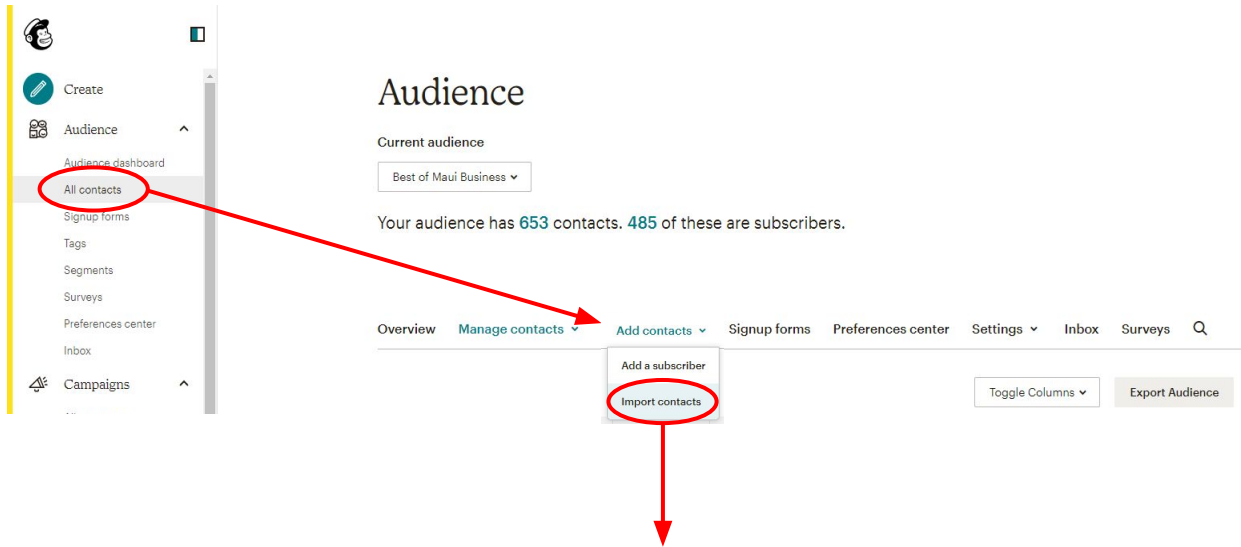 Create
Audience
Audience dashboard
All contacts
Signup forms
Tags
Segments
Surveys
Preferences center
Inbox
Campaigns
Audience
Current audience
Best of Maui Business
Your audience has 653 contacts. 485 of these are subscribers.
Overview Manage contacts Add contacts Signup forms Preferences center Settings Inbox Surveys
Add a subscriber
Import contacts
Toggle Columns Export Audience